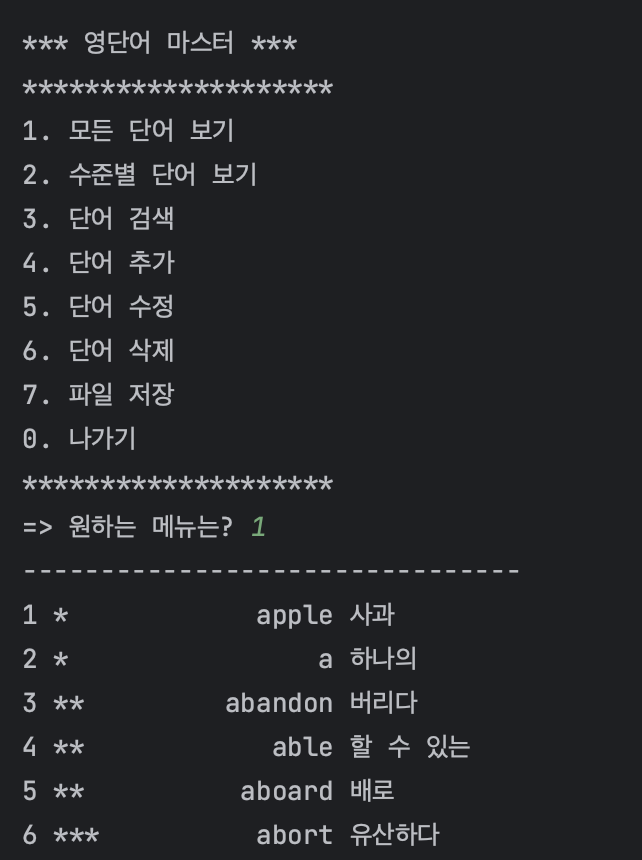 *** 영단어 마스터 ***
********************
1. 모든 단어 보기
2. 수준별 단어 보기
3. 단어 검색
4. 단어 추가
5. 단어 수정
6. 단어 삭제
7. 파일 저장
0. 나가기
********************
=> 원하는 메뉴는? 1
--------------------------------
1 *            apple 사과
2 *                a 하나의
3 **         abandon 버리다
4 **            able 할 수 있는
5 **          aboard 배로
6 ***          abort 유산하다